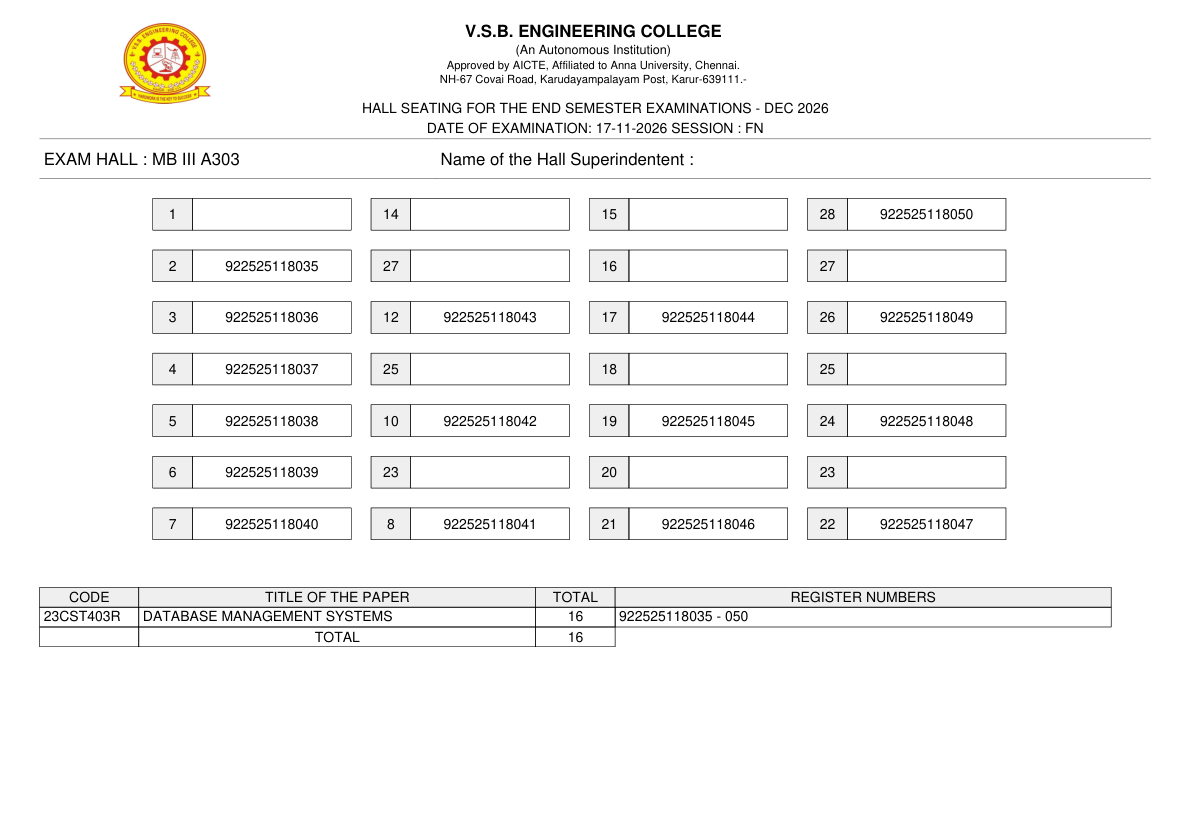 V.S.B. ENGINEERING COLLEGE
(An Autonomous Institution)
Approved by AICTE, Affiliated to Anna University, Chennai.
NH-67 Covai Road, Karudayampalayam Post, Karur-639111.-
HALL SEATING FOR THE END SEMESTER EXAMINATIONS - DEC 2026
DATE OF EXAMINATION: 17-11-2026 SESSION : FN
EXAM HALL : MB III A303 Name of the Hall Superintendent :
1 14 15 28 922525118050
2 922525118035 27 16 27
3 922525118036 12 922525118043 17 922525118044 26 922525118049
4 922525118037 25 18 25
5 922525118038 10 922525118042 19 922525118045 24 922525118048
6 922525118039 23 20 23
7 922525118040 8 922525118041 21 922525118046 22 922525118047
CODE TITLE OF THE PAPER TOTAL REGISTER NUMBERS
23CST403R DATABASE MANAGEMENT SYSTEMS 16 922525118035 - 050
TOTAL 16